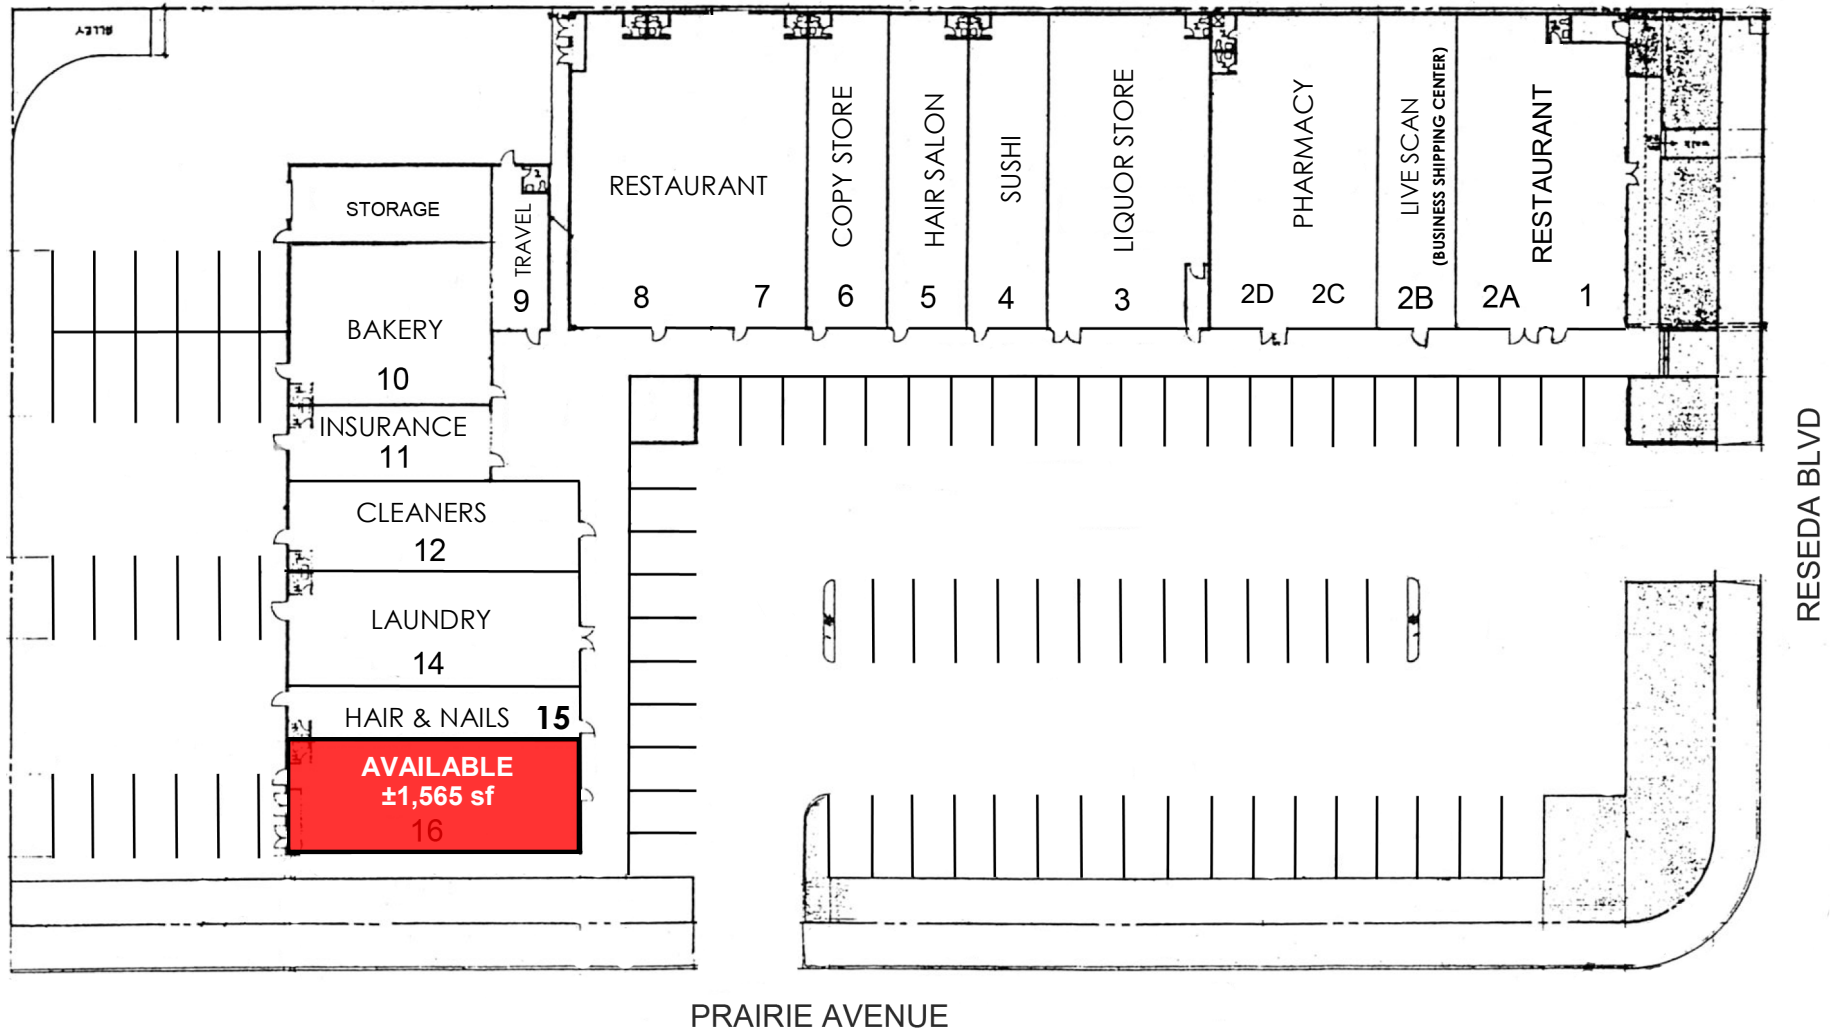 ALLEY
RESTAURANT
8
7
COPY STORE
6
HAIR SALON
5
SUSHI
4
LIQUOR STORE
3
PHARMACY
2D
2C
LIVE SCAN
(BUSINESS SHIPPING CENTER)
2B
RESTAURANT
2A
1
STORAGE
TRAVEL
9
BAKERY
10
INSURANCE
11
CLEANERS
12
LAUNDRY
14
HAIR & NAILS 15
AVAILABLE
±1,565 sf
16
RESEDA BLVD
PRAIRIE AVENUE